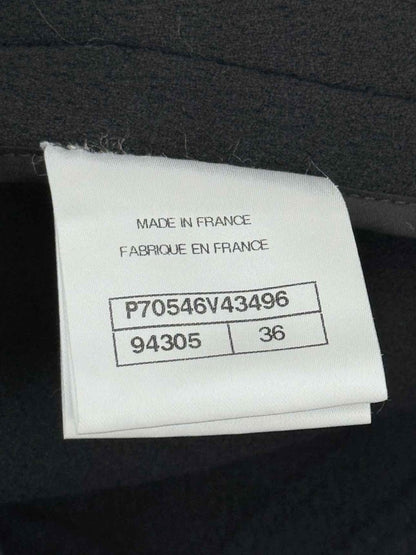 MADE IN FRANCE
FABRIQUE EN FRANCE
P70546V43496
94305 36